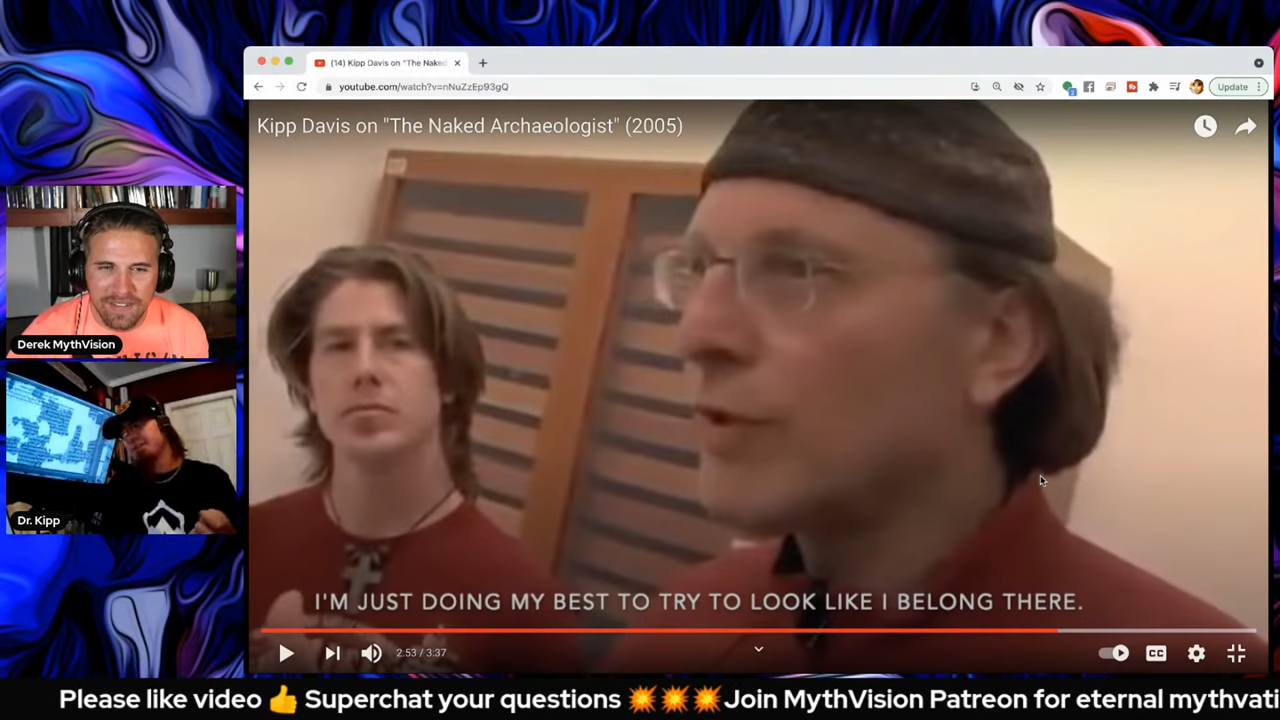 (14) Kipp Davis on "The Naked
youtube.com/watch?v=nNuZzEp93gQ
Update
Kipp Davis on "The Naked Archaeologist" (2005)
Derek MythVision
Dr. Kipp
I'M JUST DOING MY BEST TO TRY TO LOOK LIKE I BELONG THERE.
2:53 / 3:37
CC
Please like video 👍 Superchat your questions 💥💥💥Join MythVision Patreon for eternal mythvati